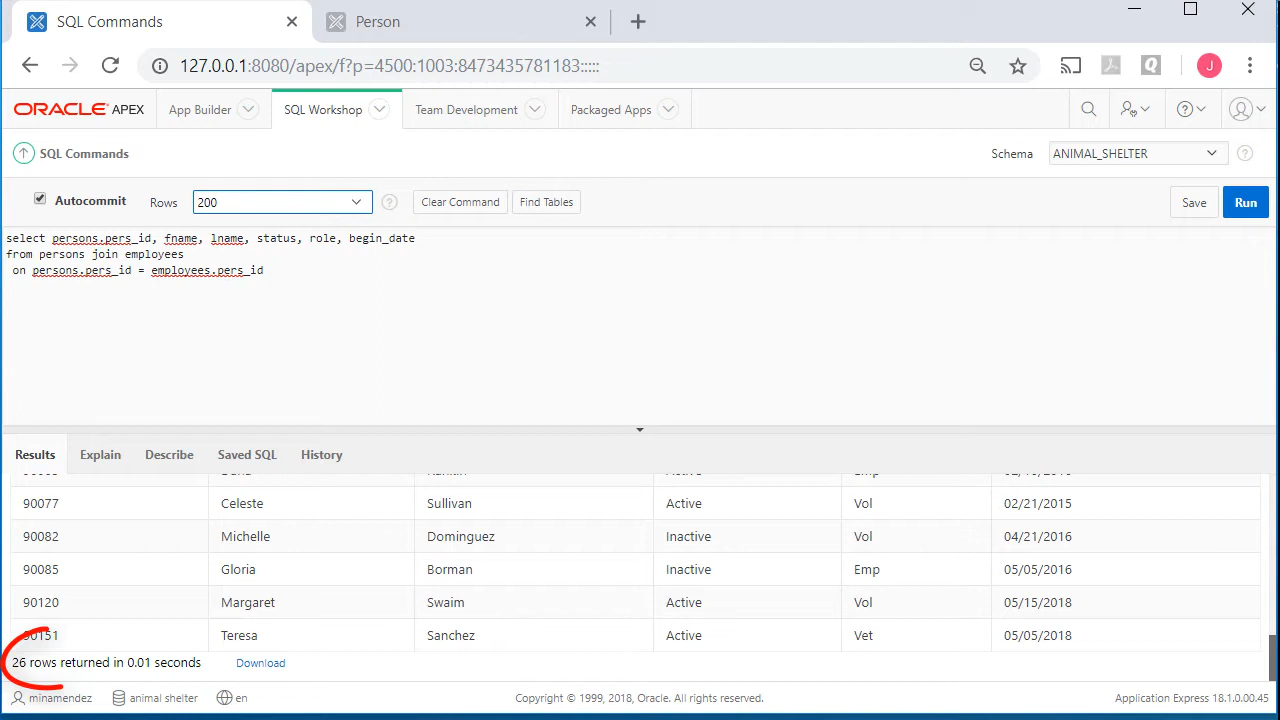 SQL Commands
Person
127.0.0.1:8080/apex/f?p=4500:1003:8473435781183:::::
J
ORACLE APEX App Builder SQL Workshop Team Development Packaged Apps
SQL Commands Schema ANIMAL_SHELTER
Autocommit Rows 200 Clear Command Find Tables Save Run
select persons.pers_id, fname, lname, status, role, begin_date
from persons join employees
on persons.pers_id = employees.pers_id
Results Explain Describe Saved SQL History
90077 Celeste Sullivan Active Vol 02/21/2015
90082 Michelle Dominguez Inactive Vol 04/21/2016
90085 Gloria Borman Inactive Emp 05/05/2016
90120 Margaret Swaim Active Vol 05/15/2018
90151 Teresa Sanchez Active Vet 05/05/2018
26 rows returned in 0.01 seconds Download
minamendez animal shelter en Copyright © 1999, 2018, Oracle. All rights reserved. Application Express 18.1.0.00.45